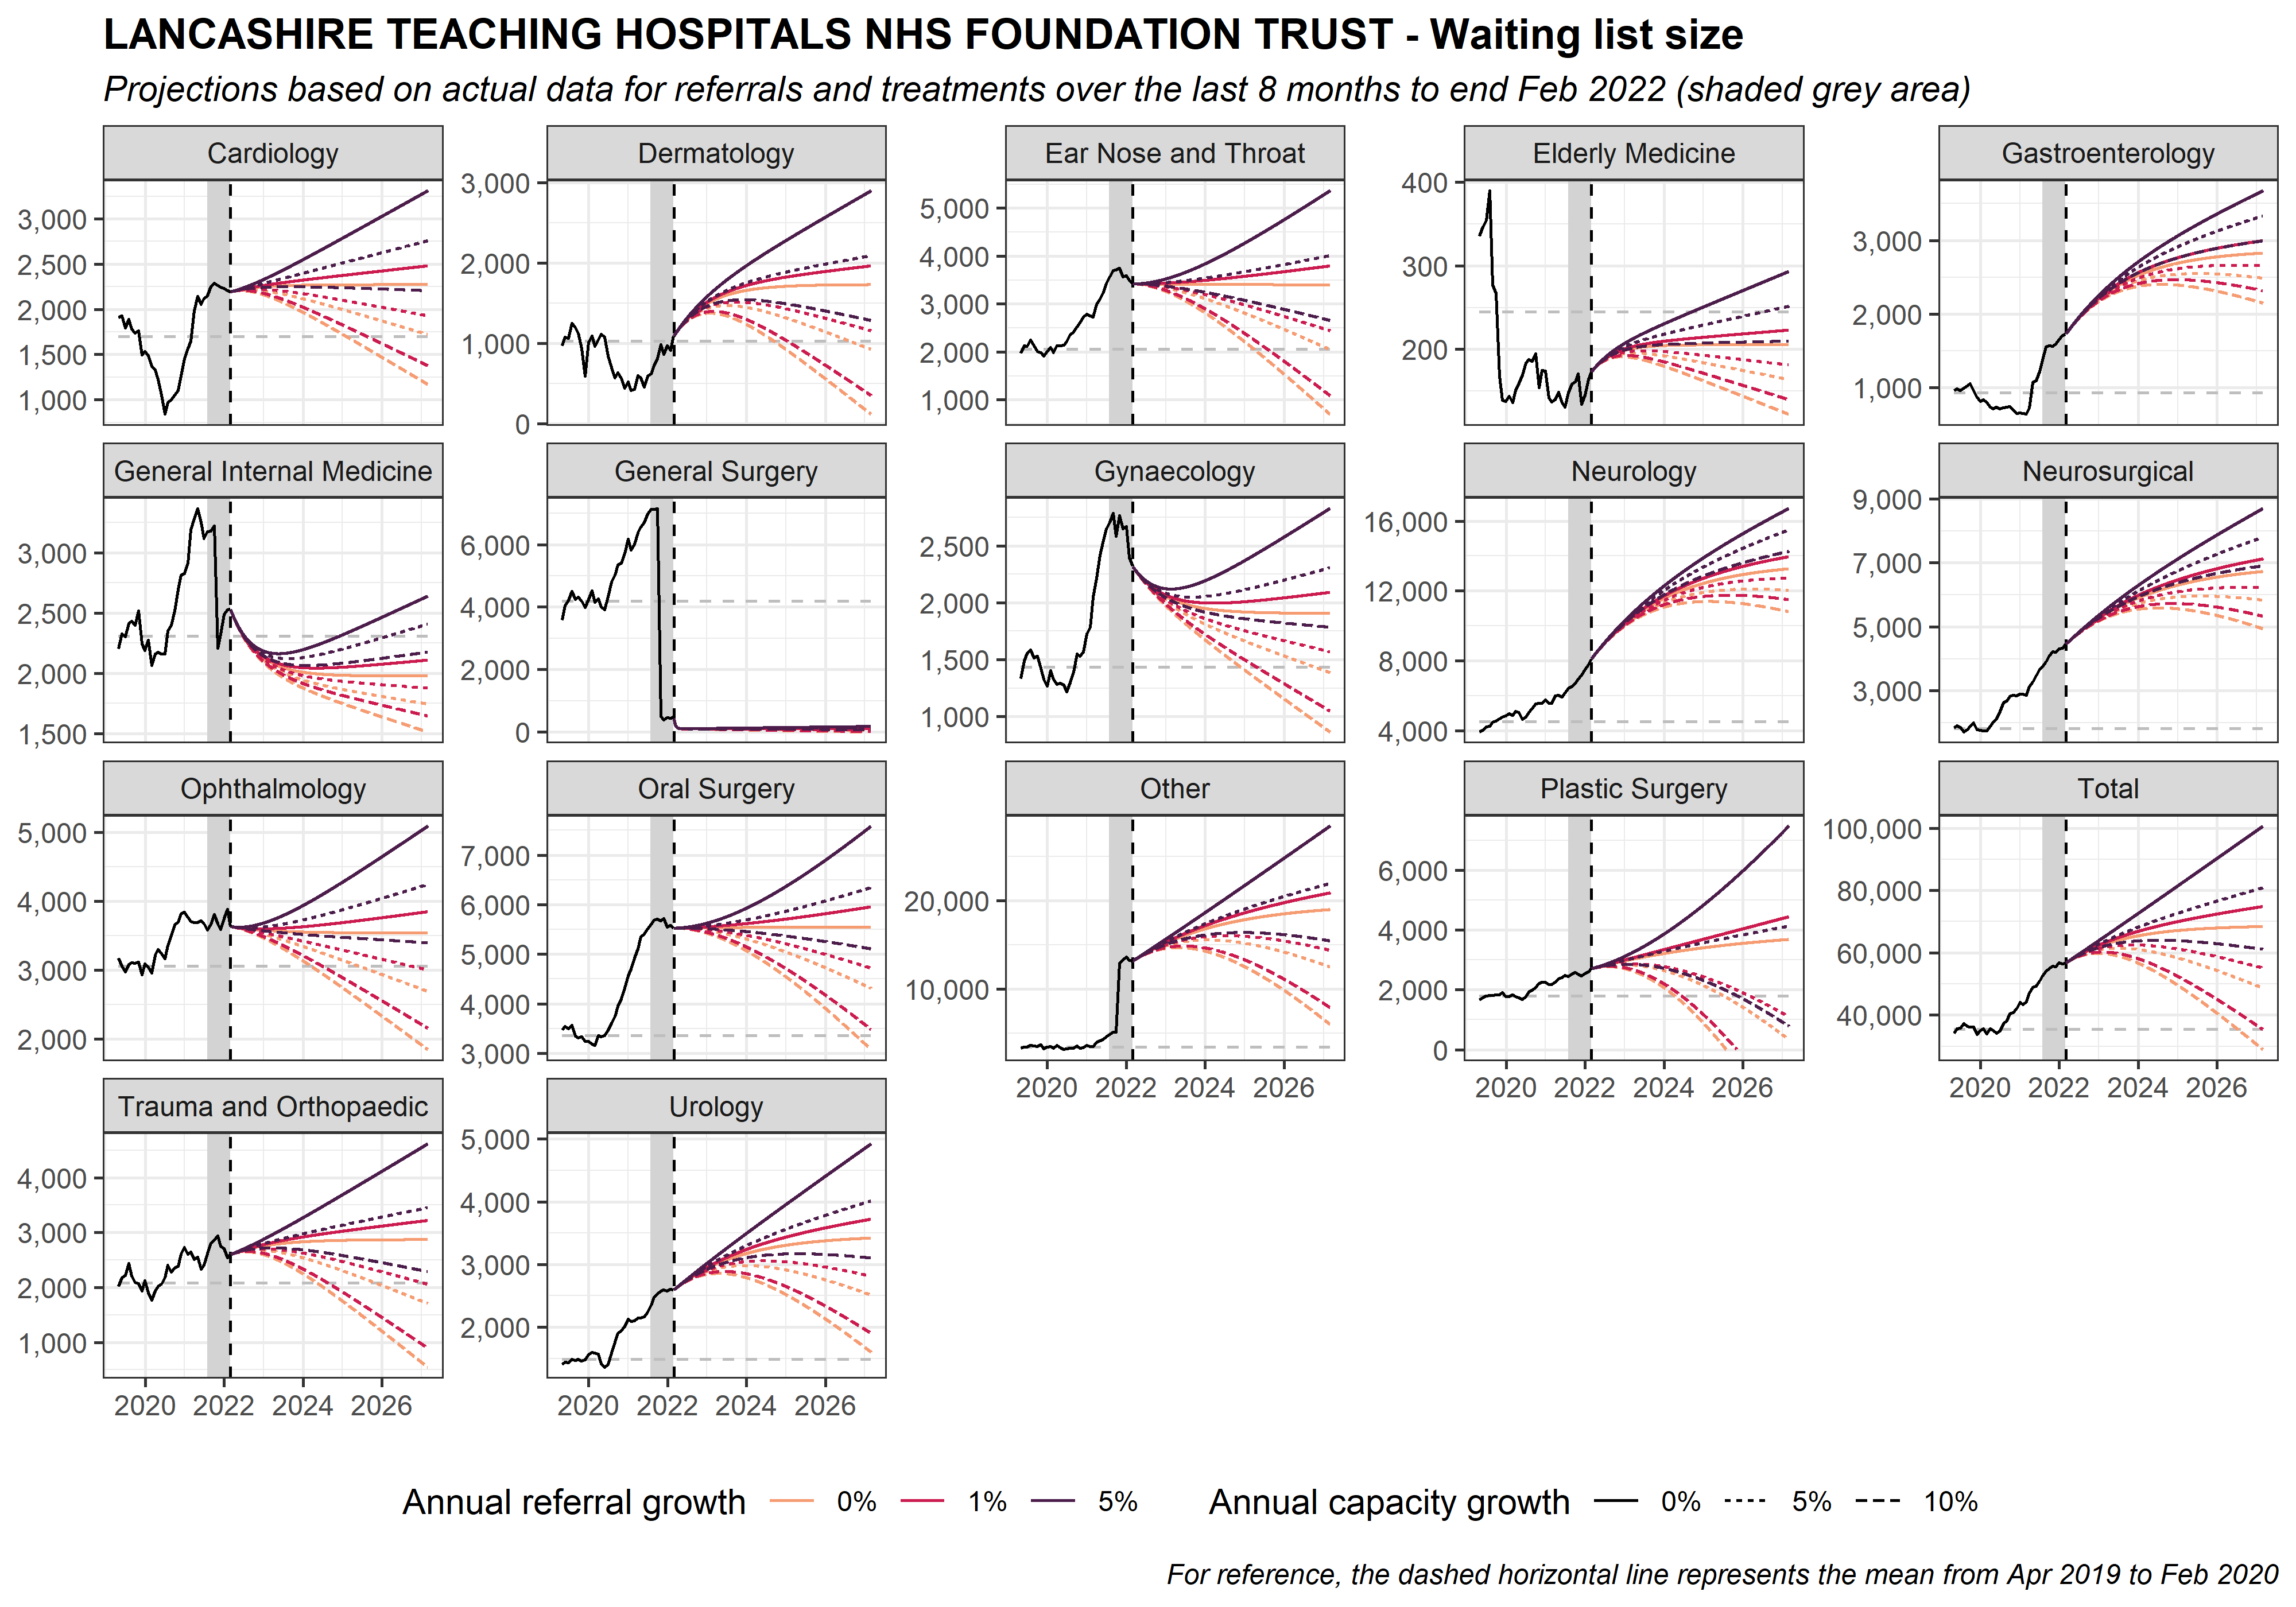 LANCASHIRE TEACHING HOSPITALS NHS FOUNDATION TRUST - Waiting list size
Projections based on actual data for referrals and treatments over the last 8 months to end Feb 2022 (shaded grey area)
Cardiology
3,000
2,500
2,000
1,500
1,000
Dermatology
3,000
2,000
1,000
0
Ear Nose and Throat
5,000
4,000
3,000
2,000
1,000
Elderly Medicine
400
300
200
Gastroenterology
3,000
2,000
1,000
General Internal Medicine
3,000
2,500
2,000
1,500
General Surgery
6,000
4,000
2,000
0
Gynaecology
2,500
2,000
1,500
1,000
Neurology
16,000
12,000
8,000
4,000
Neurosurgical
9,000
7,000
5,000
3,000
Ophthalmology
5,000
4,000
3,000
2,000
Oral Surgery
7,000
6,000
5,000
4,000
3,000
Other
20,000
10,000
2020 2022 2024 2026
Plastic Surgery
6,000
4,000
2,000
0
2020 2022 2024 2026
Total
100,000
80,000
60,000
40,000
2020 2022 2024 2026
Trauma and Orthopaedic
4,000
3,000
2,000
1,000
2020 2022 2024 2026
Urology
5,000
4,000
3,000
2,000
2020 2022 2024 2026
Annual referral growth 0% 1% 5% Annual capacity growth 0% 5% 10%
For reference, the dashed horizontal line represents the mean from Apr 2019 to Feb 2020